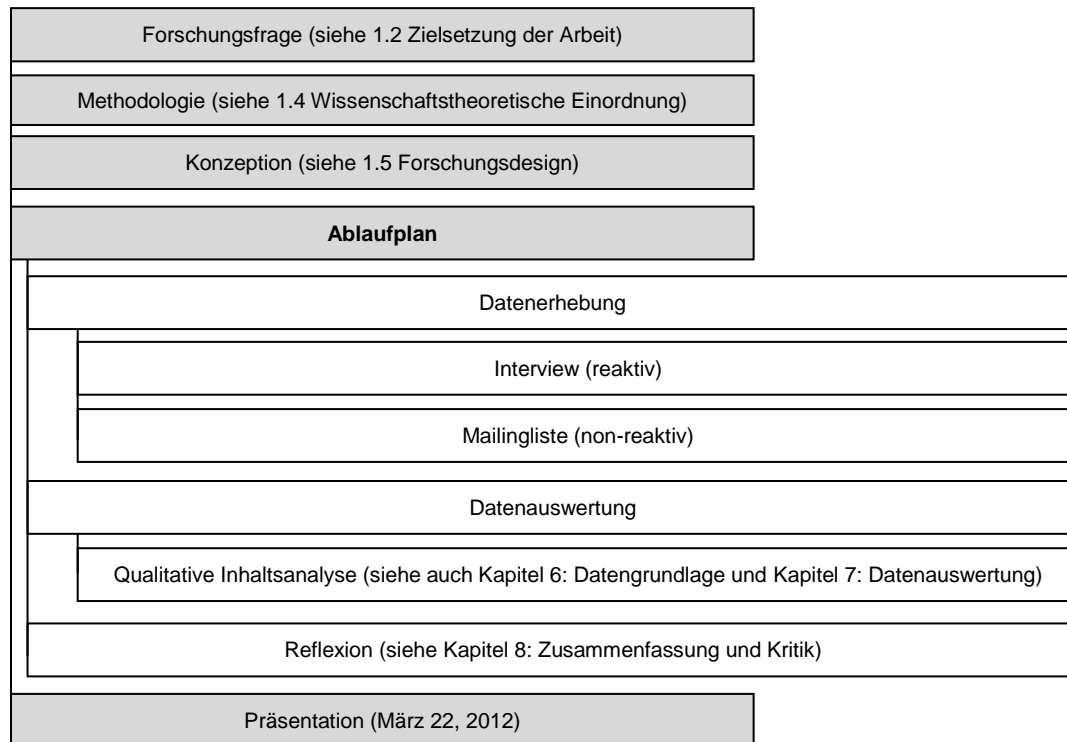 Forschungsfrage (siehe 1.2 Zielsetzung der Arbeit)
Methodologie (siehe 1.4 Wissenschaftstheoretische Einordnung)
Konzeption (siehe 1.5 Forschungsdesign)
Ablaufplan
Datenerhebung
Interview (reaktiv)
Mailingliste (non-reaktiv)
Datenauswertung
Qualitative Inhaltsanalyse (siehe auch Kapitel 6: Datengrundlage und Kapitel 7: Datenauswertung)
Reflexion (siehe Kapitel 8: Zusammenfassung und Kritik)
Präsentation (März 22, 2012)